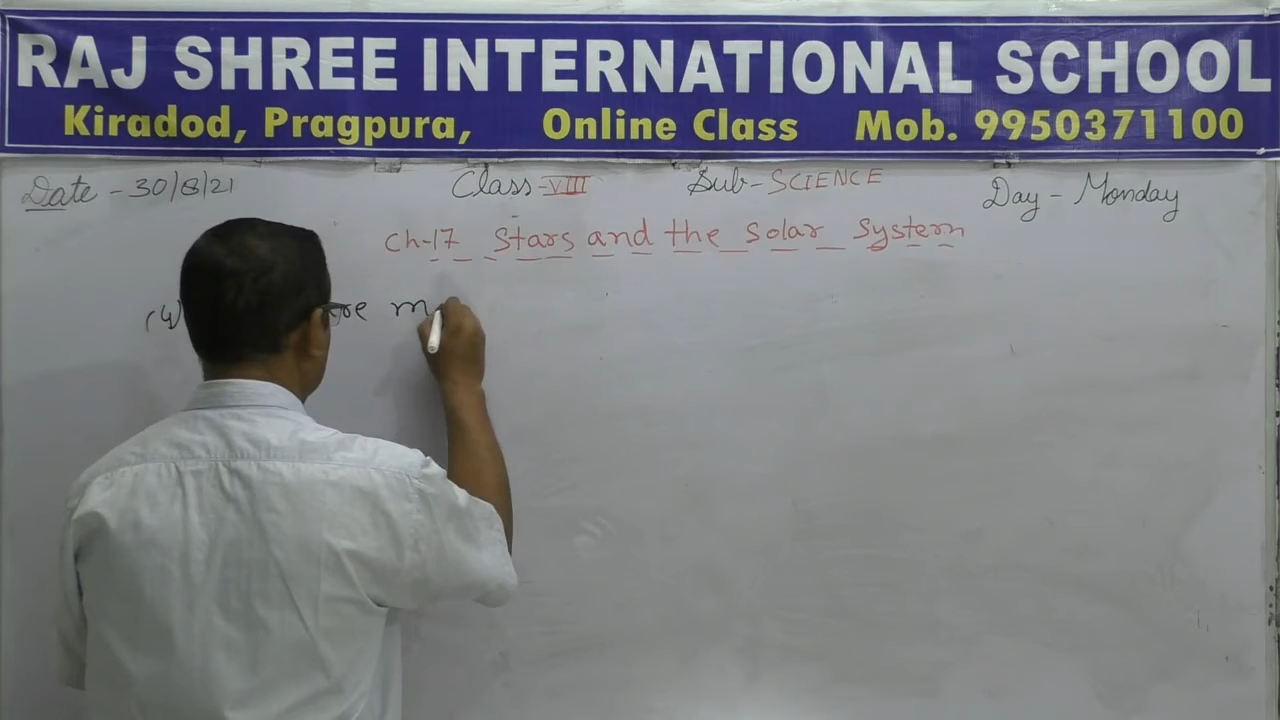 RAJ SHREE INTERNATIONAL SCHOOL
Kiradod, Pragpura, Online Class Mob. 9950371100
Date - 30/8/21 Class-VIII Sub-SCIENCE Day - Monday
Ch-17 Stars and the Solar System
(4)